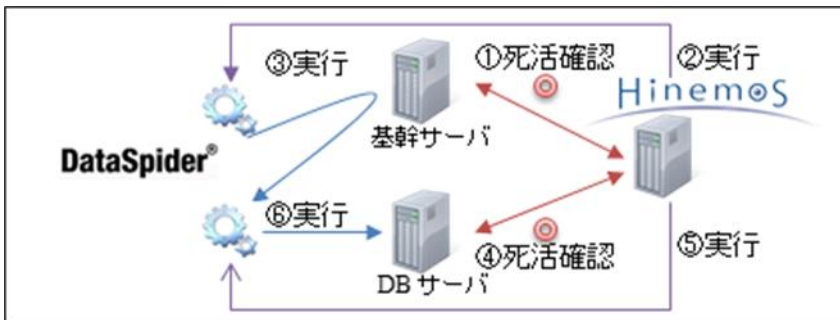 ③実行
①死活確認
②実行
Hinemos
基幹サーバ
DataSpider®
⑥実行
④死活確認
⑤実行
DB サーバ